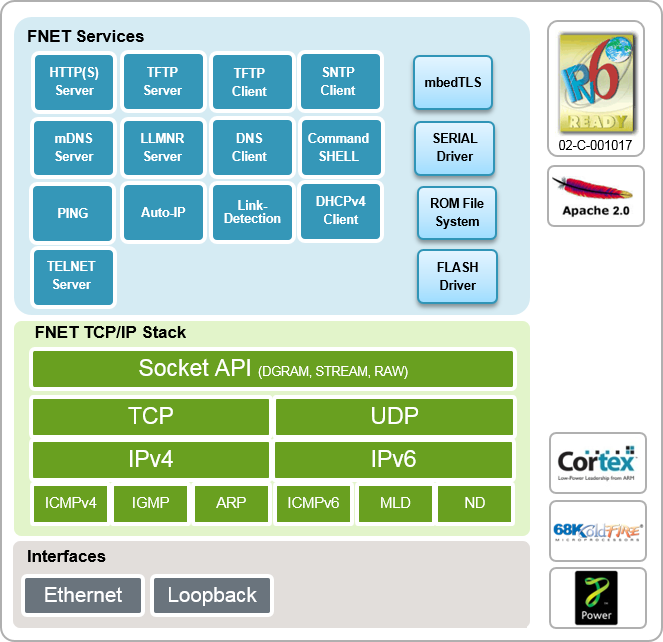 FNET Services
HTTP(S)
Server
TFTP
Server
TFTP
Client
SNTP
Client
mbedTLS
mDNS
Server
LLMNR
Server
DNS
Client
Command
SHELL
SERIAL
Driver
PING
Auto-IP
Link-
Detection
DHCPv4
Client
ROM File
System
TELNET
Server
FLASH
Driver
IPv6
READY
02-C-001017
Apache 2.0
FNET TCP/IP Stack
Socket API (DGRAM, STREAM, RAW)
TCP
UDP
IPv4
IPv6
ICMPv4
IGMP
ARP
ICMPv6
MLD
ND
Cortex
Low-Power Leadership from ARM
68K ColdFire
MICROPROCESSORS
Power
Interfaces
Ethernet
Loopback